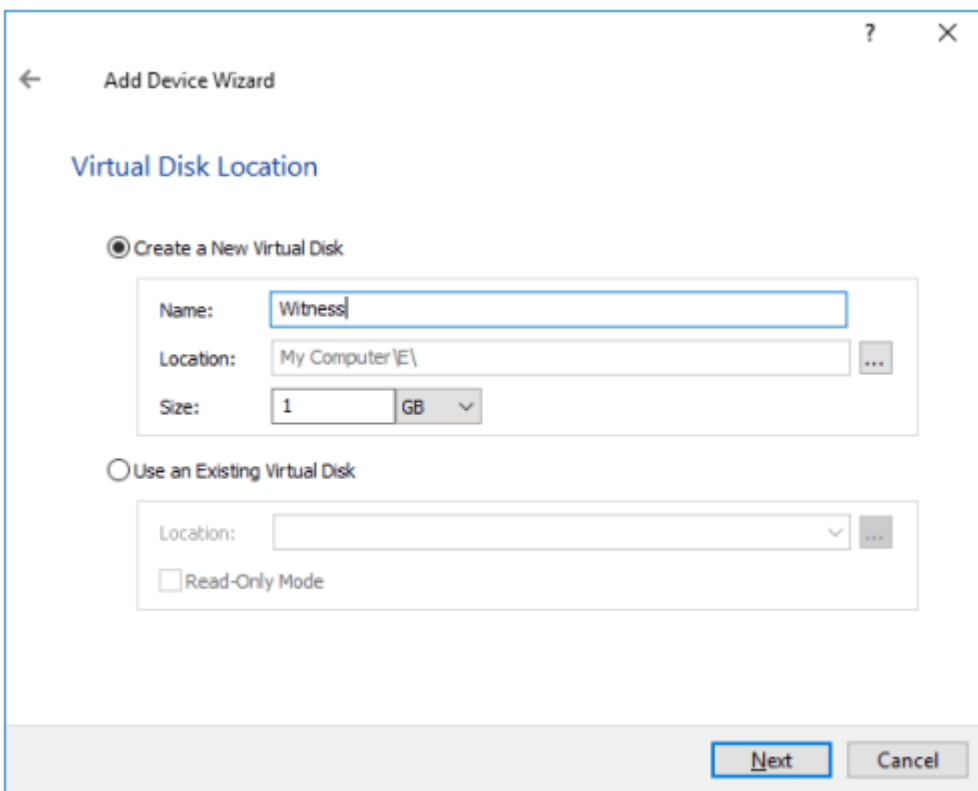 ?
Add Device Wizard
Virtual Disk Location
Create a New Virtual Disk
Name: Witness
Location: My Computer\E\ ...
Size: 1 GB
Use an Existing Virtual Disk
Location: ...
Read-Only Mode
Next Cancel